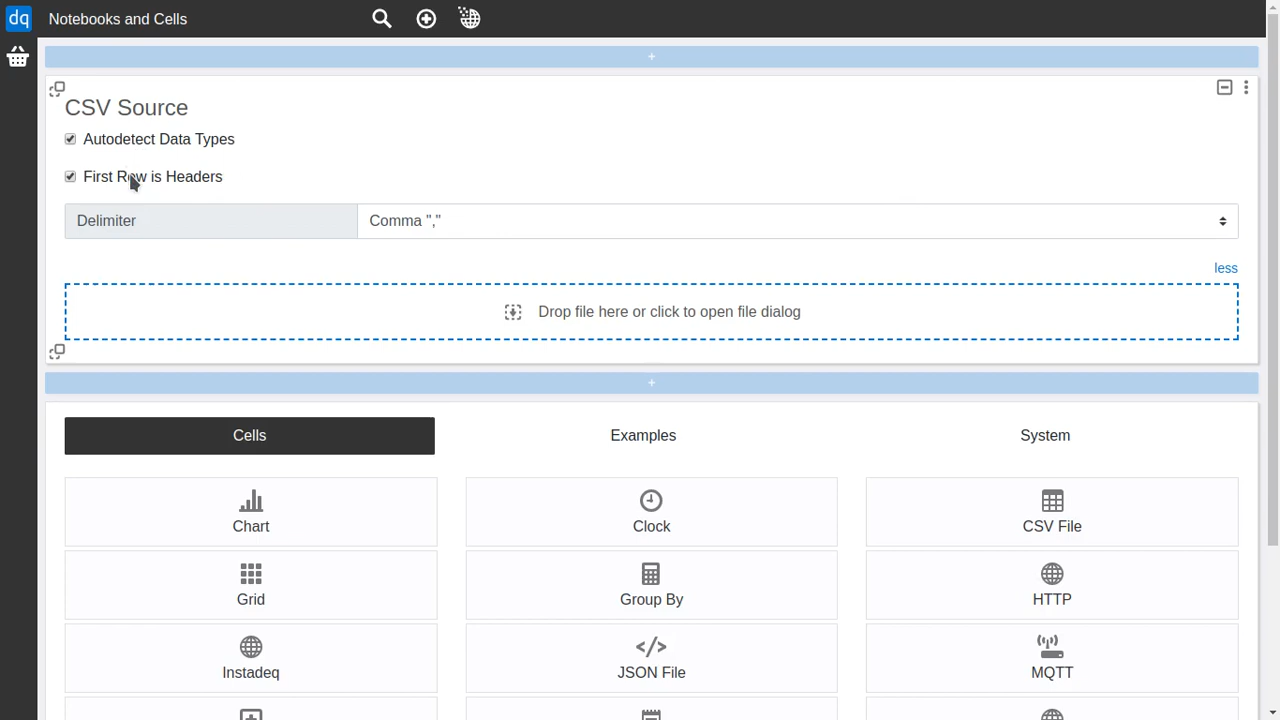 dq Notebooks and Cells
+
CSV Source
Autodetect Data Types
First Row is Headers
Delimiter Comma ","
less
Drop file here or click to open file dialog
+
Cells Examples System
Chart Clock CSV File
Grid Group By HTTP
Instadeq JSON File MQTT